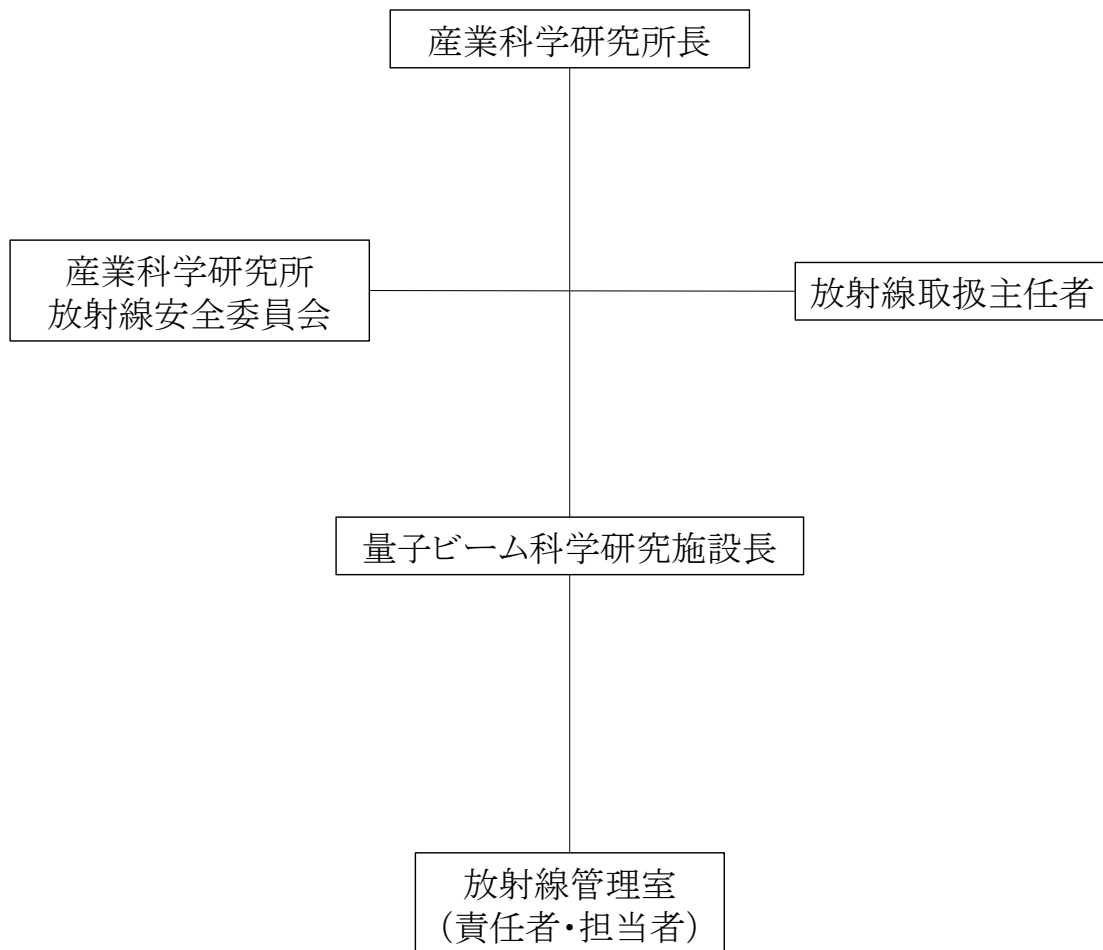 産業科学研究所長
産業科学研究所
放射線安全委員会
放射線取扱主任者
量子ビーム科学研究施設長
放射線管理室
（責任者・担当者）